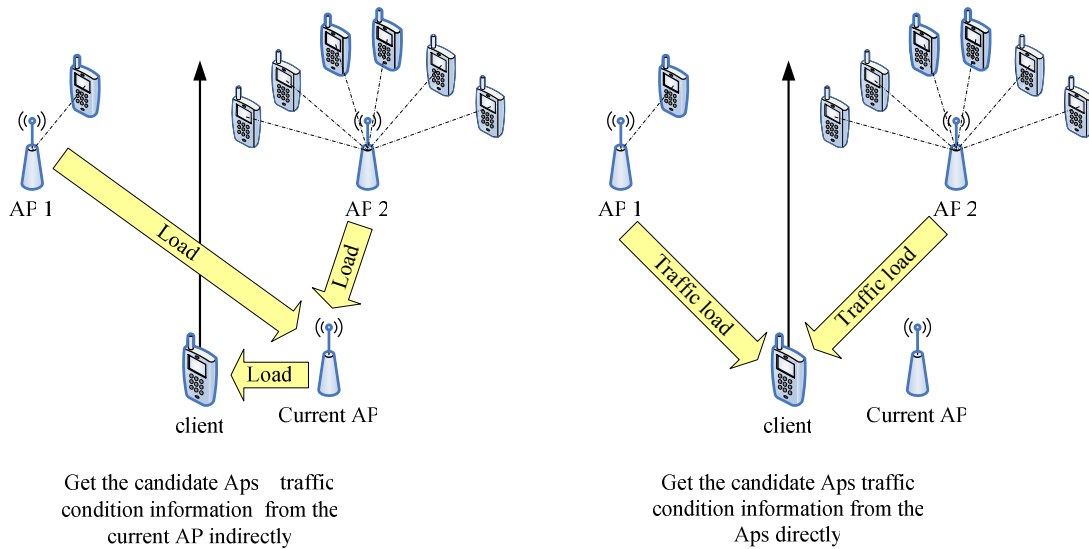 AP 1
AP 2
Load
Load
Load
Current AP
client
Get the candidate Aps traffic
condition information from the
current AP indirectly
AP 1
AP 2
Traffic load
Traffic load
Current AP
client
Get the candidate Aps traffic
condition information from the
Aps directly